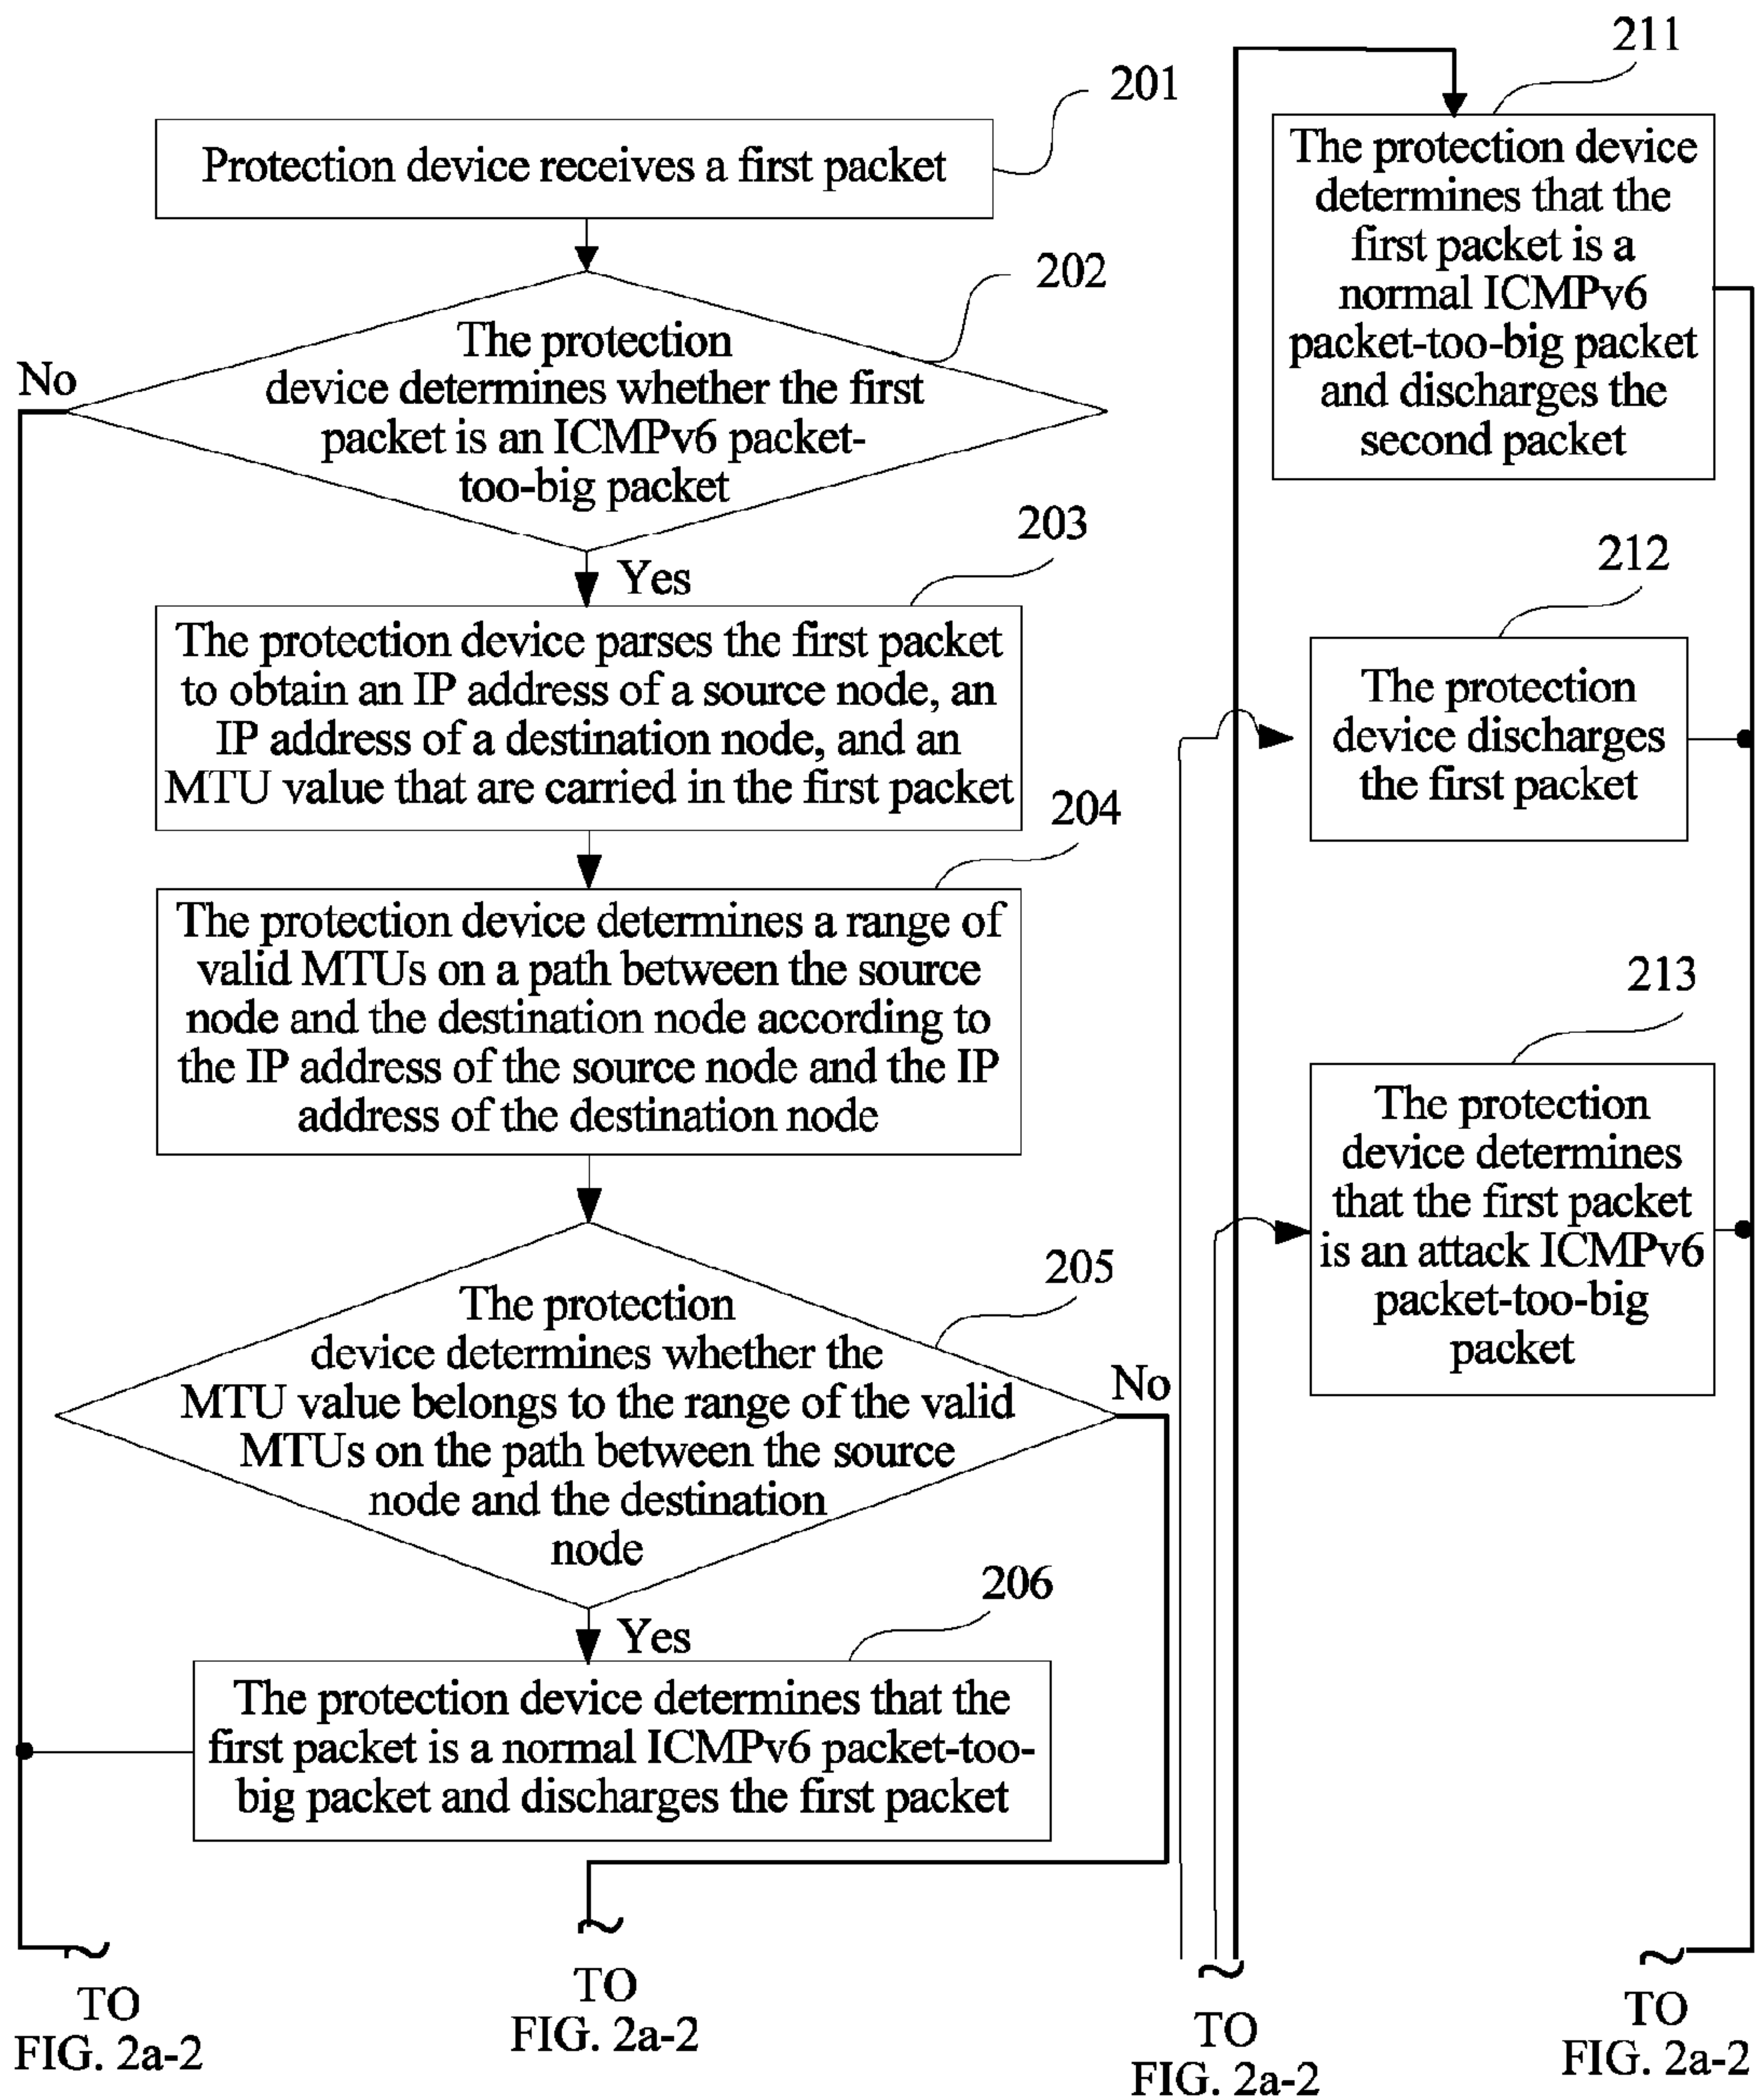 201
Protection device receives a first packet
202
The protection
device determines whether the first
packet is an ICMPv6 packet-
too-big packet
No
Yes
203
The protection device parses the first packet
to obtain an IP address of a source node, an
IP address of a destination node, and an
MTU value that are carried in the first packet
204
The protection device determines a range of
valid MTUs on a path between the source
node and the destination node according to
the IP address of the source node and the IP
address of the destination node
205
The protection
device determines whether the
MTU value belongs to the range of the valid
MTUs on the path between the source
node and the destination
node
No
Yes
206
The protection device determines that the
first packet is a normal ICMPv6 packet-too-
big packet and discharges the first packet
TO
FIG. 2a-2
TO
FIG. 2a-2
211
The protection device
determines that the
first packet is a
normal ICMPv6
packet-too-big packet
and discharges the
second packet
212
The protection
device discharges
the first packet
213
The protection
device determines
that the first packet
is an attack ICMPv6
packet-too-big
packet
TO
FIG. 2a-2
TO
FIG. 2a-2